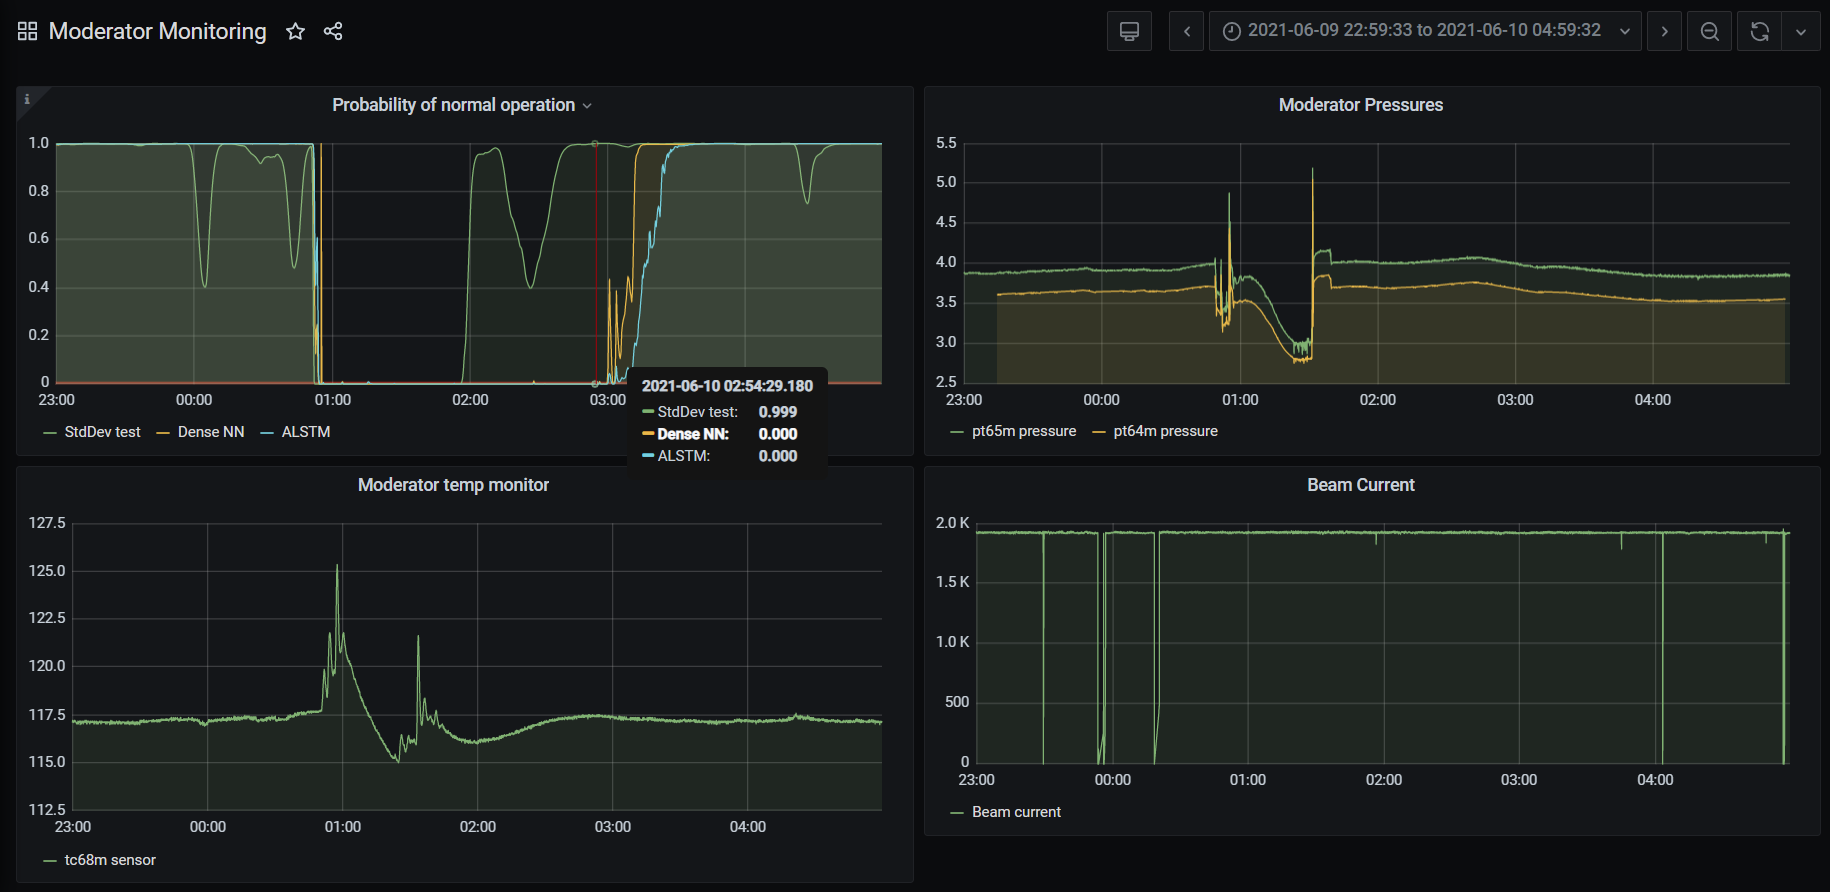 Moderator Monitoring
2021-06-09 22:59:33 to 2021-06-10 04:59:32
i
Probability of normal operation
1.0
0.8
0.6
0.4
0.2
0
23:00 00:00 01:00 02:00 03:00
2021-06-10 02:54:29.180
StdDev test: 0.999
Dense NN: 0.000
ALSTM: 0.000
StdDev test Dense NN ALSTM
Moderator Pressures
5.5
5.0
4.5
4.0
3.5
3.0
2.5
23:00 00:00 01:00 02:00 03:00 04:00
pt65m pressure pt64m pressure
Moderator temp monitor
127.5
125.0
122.5
120.0
117.5
115.0
112.5
23:00 00:00 01:00 02:00 03:00 04:00
tc68m sensor
Beam Current
2.0 K
1.5 K
1.0 K
500
0
23:00 00:00 01:00 02:00 03:00 04:00
Beam current